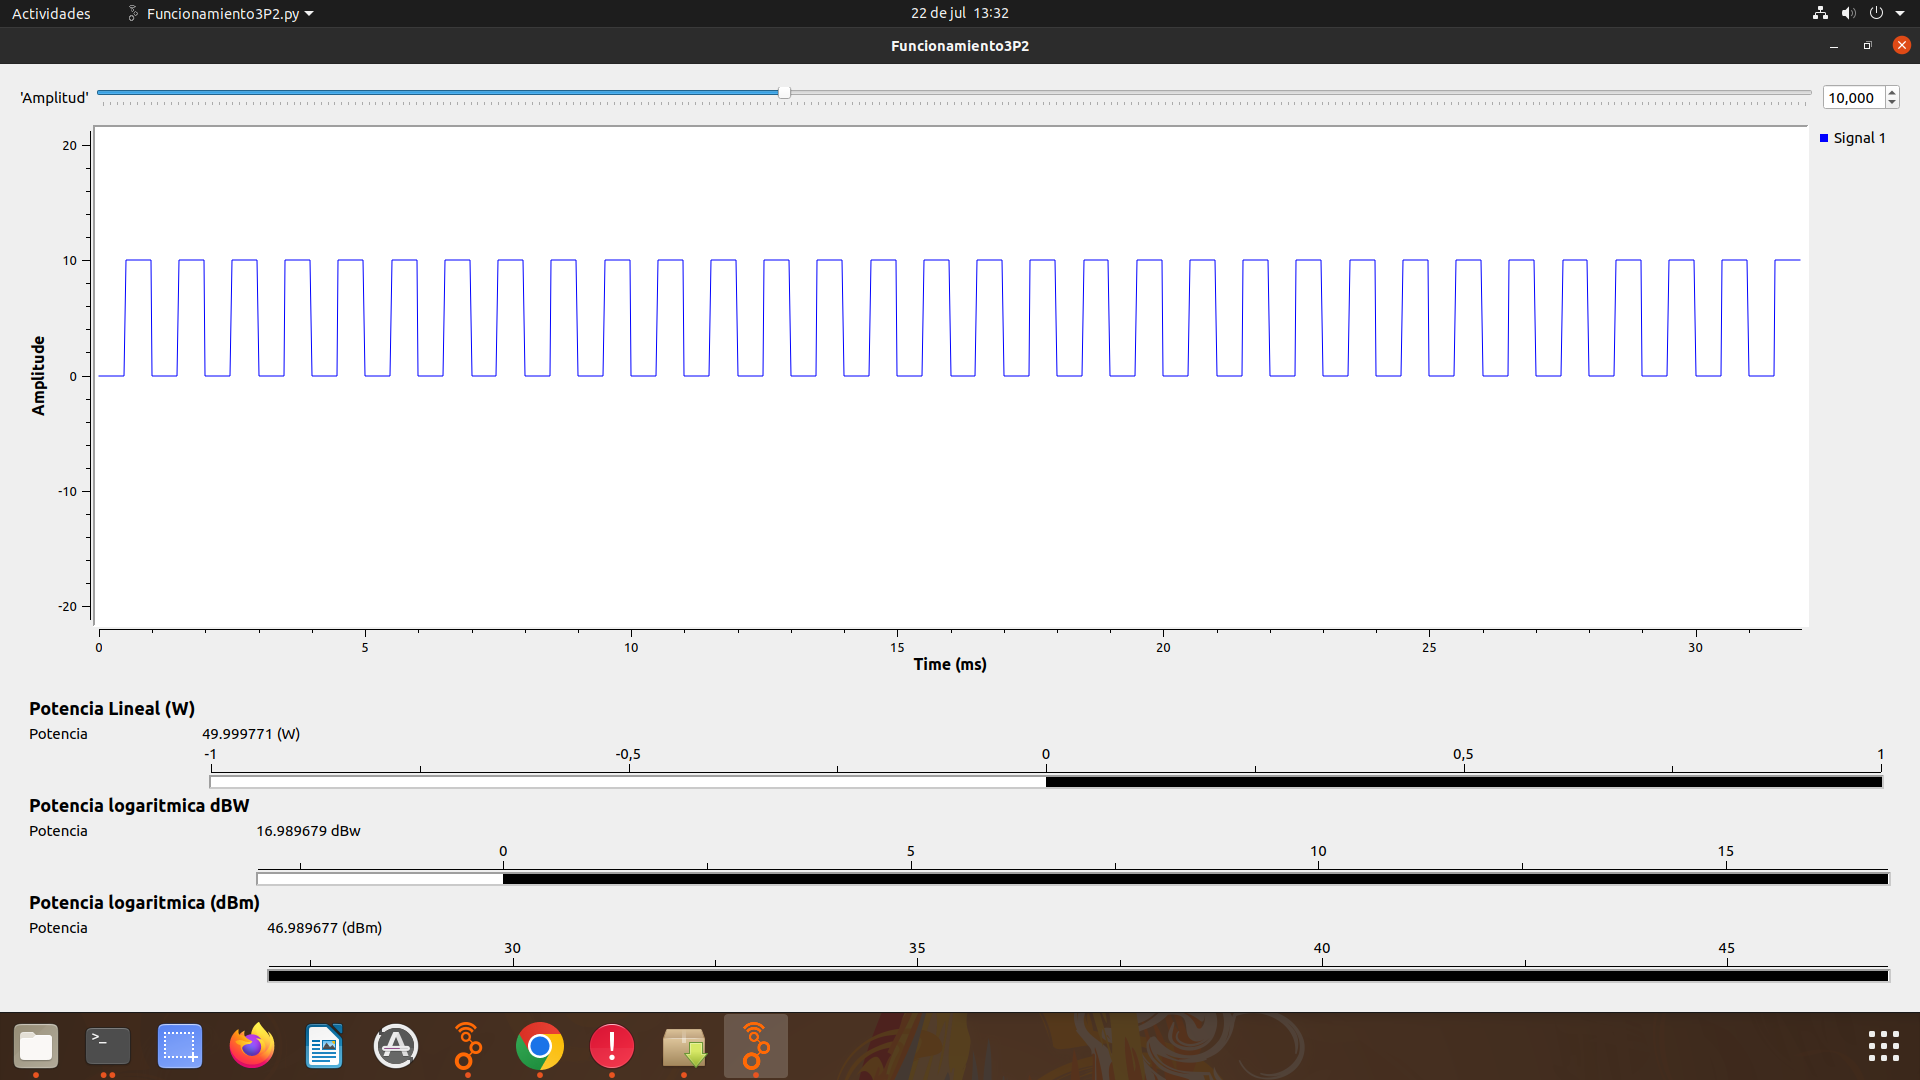 Actividades Funcionamiento3P2.py 22 de jul 13:32
Funcionamiento3P2
'Amplitud' 10,000
Signal 1
20
10
0
-10
-20
Amplitude
0 5 10 15 20 25 30
Time (ms)
Potencia Lineal (W)
Potencia 49.999771 (W)
-1 -0,5 0 0,5 1
Potencia logaritmica dBW
Potencia 16.989679 dBw
0 5 10 15
Potencia logaritmica (dBm)
Potencia 46.989677 (dBm)
30 35 40 45